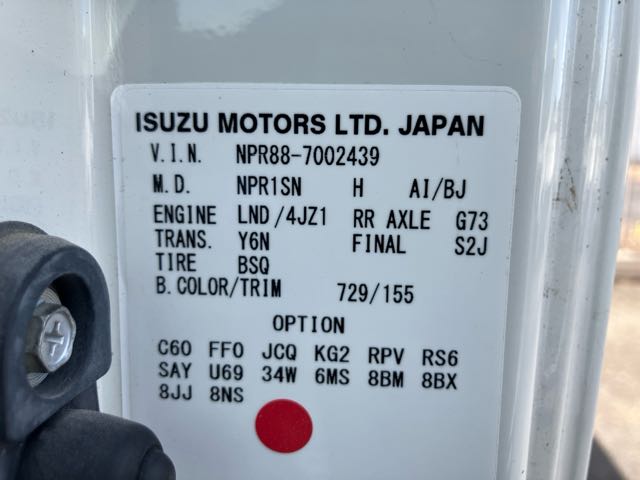 ISUZU MOTORS LTD. JAPAN
V.I.N. NPR88-7002439
M.D. NPR1SN H AI/BJ
ENGINE LND/4JZ1 RR AXLE G73
TRANS. Y6N FINAL S2J
TIRE BSQ
B.COLOR/TRIM 729/155
OPTION
C60 FF0 JCQ KG2 RPV RS6
SAY U69 34W 6MS 8BM 8BX
8JJ 8NS